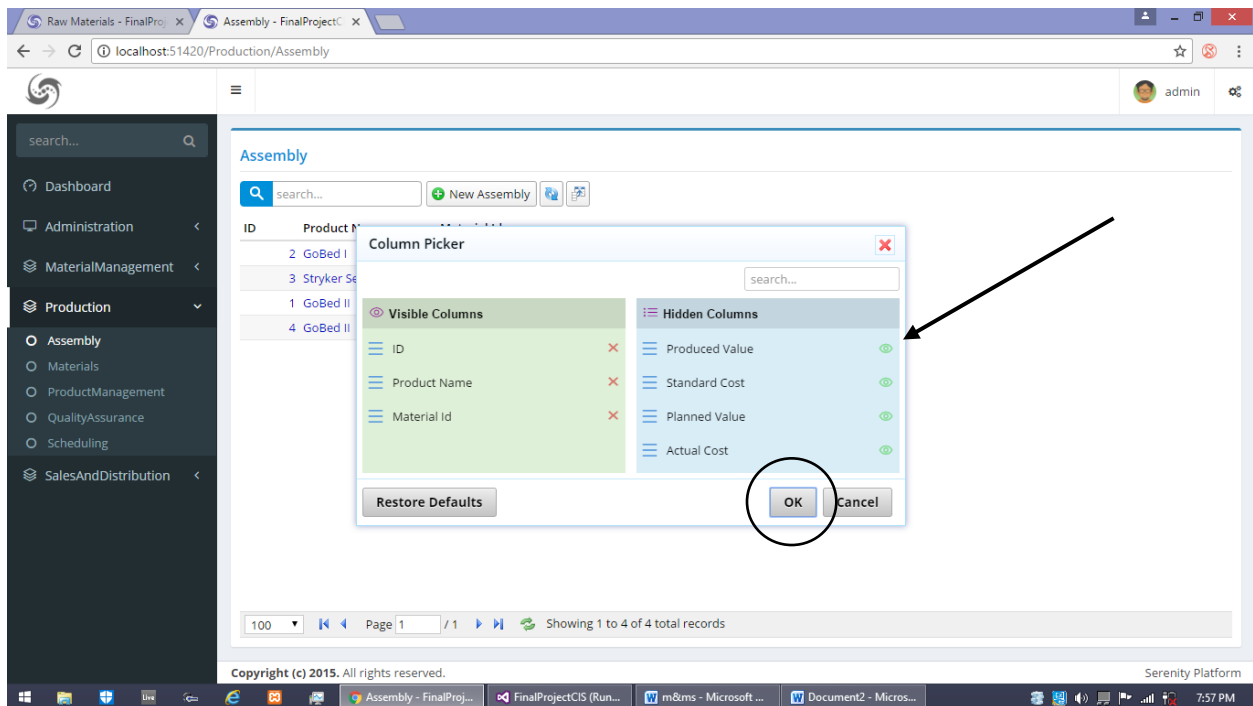 Raw Materials - FinalProj
Assembly - FinalProjectC
localhost:51420/Production/Assembly
admin
search...
Dashboard
Administration
MaterialManagement
Production
Assembly
Materials
ProductManagement
QualityAssurance
Scheduling
SalesAndDistribution
Assembly
search...
New Assembly
ID Product N
2 GoBed I
3 Stryker Se
1 GoBed II
4 GoBed II
Column Picker
search...
Visible Columns
ID
Product Name
Material Id
Hidden Columns
Produced Value
Standard Cost
Planned Value
Actual Cost
Restore Defaults
OK
Cancel
100
Page 1 / 1
Showing 1 to 4 of 4 total records
Copyright (c) 2015. All rights reserved.
Serenity Platform
Live
Assembly - FinalProj...
FinalProjectCIS (Run...
m&ms - Microsoft ...
Document2 - Micros...
7:57 PM